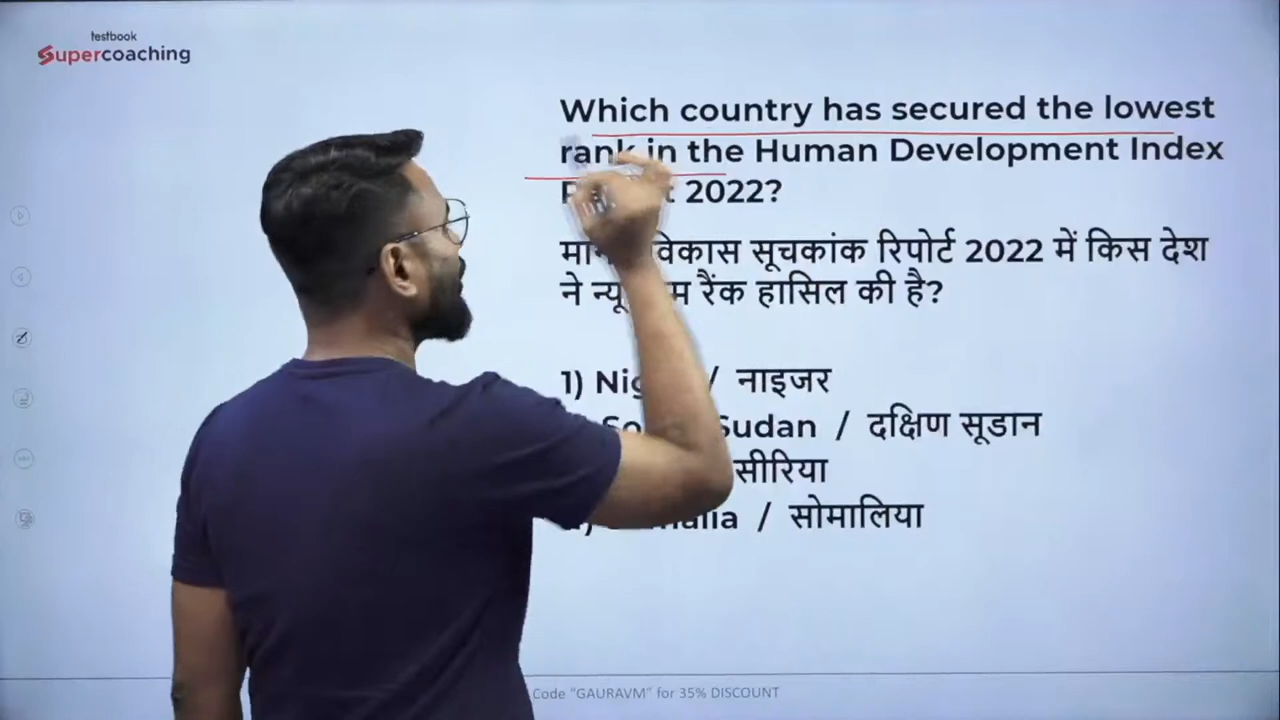 testbook
Supercoaching
Which country has secured the lowest
rank in the Human Development Index
2022?
विकास सूचकांक रिपोर्ट 2022 में किस देश
ने रैंक हासिल की है?
1) / नाइजर
Sudan / दक्षिण सूडान
सीरिया
/ सोमालिया
Code "GAURAVM" for 35% DISCOUNT